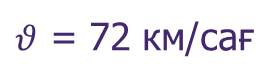 𝜗 = 72 км/сағ